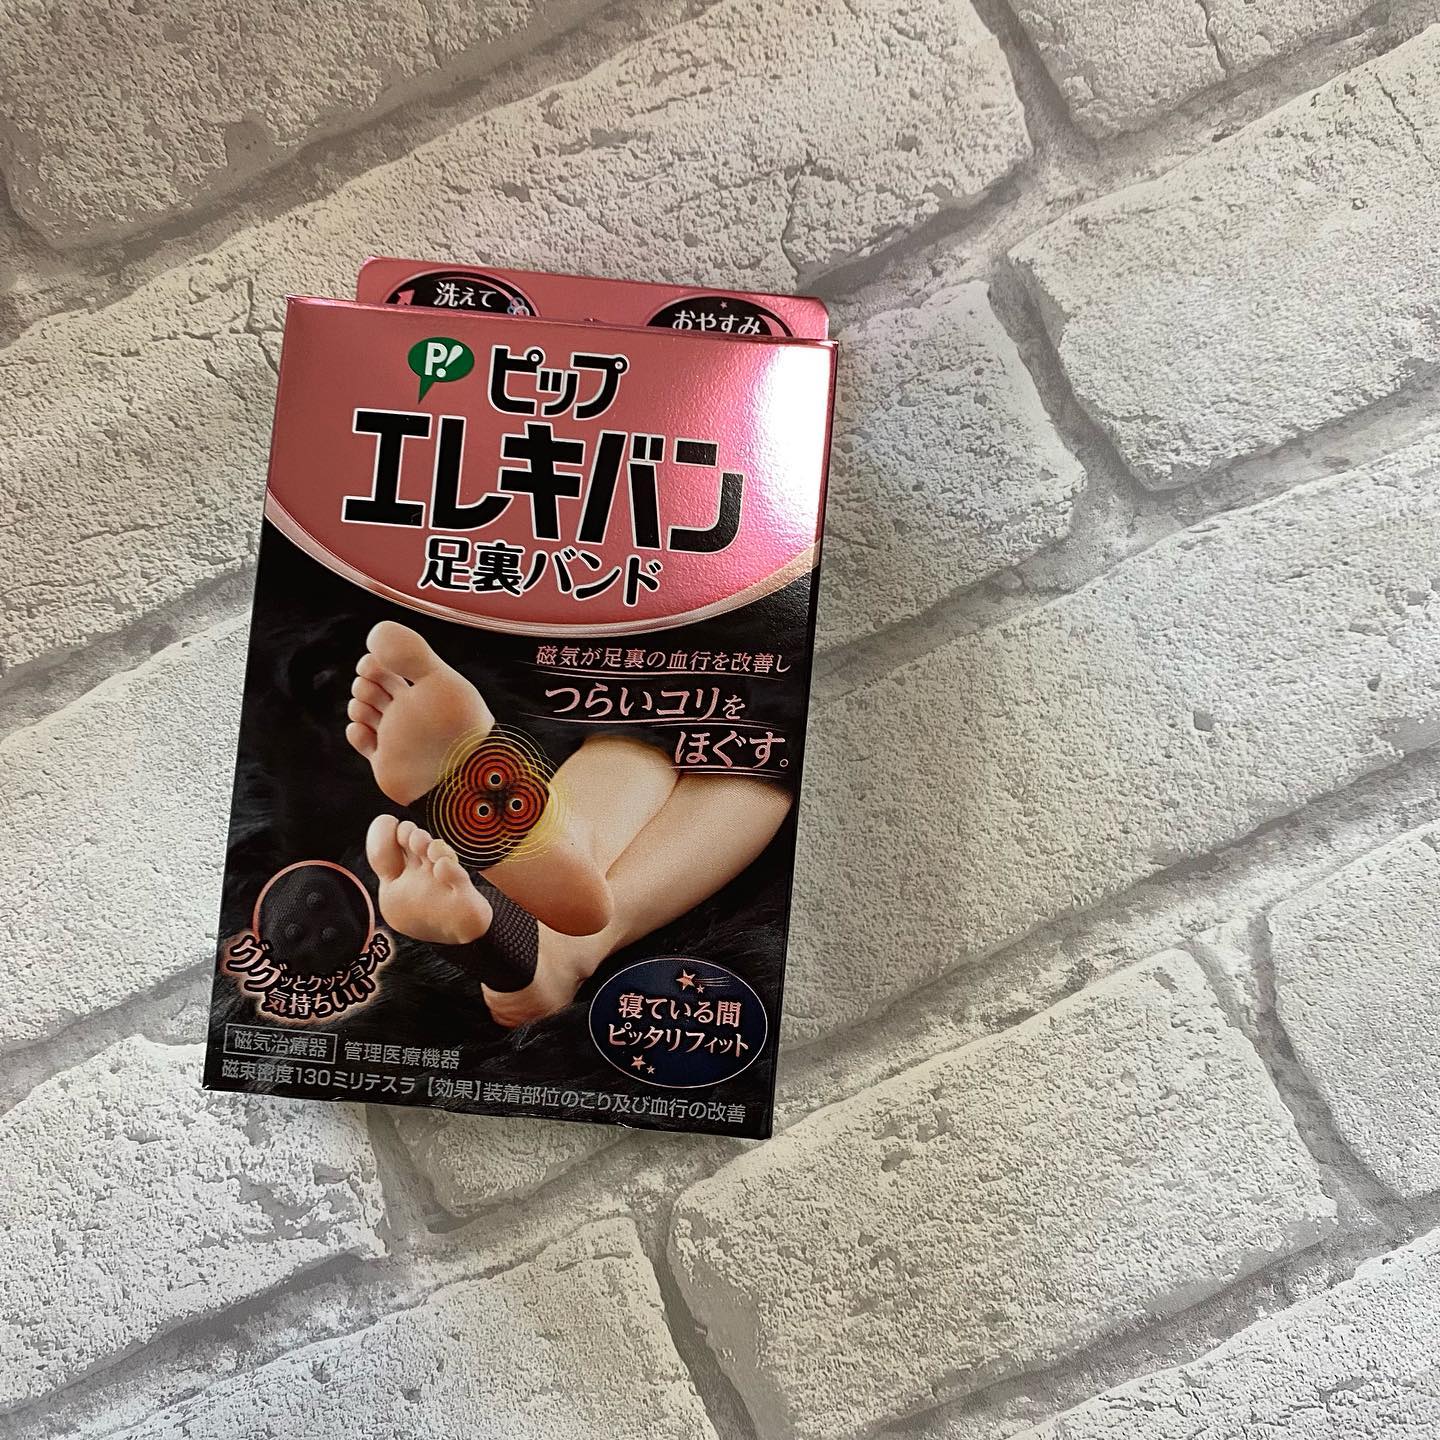 洗えて
おやすみ
P! ピップ
エレキバン
足裏バンド
磁気が足裏の血行を改善し
つらいコリを
ほぐす。
ググッとクッションが
気持ちいい
寝ている間
ピッタリフィット
磁気治療器 管理医療機器
磁束密度130ミリテスラ【効果】装着部位のこり及び血行の改善